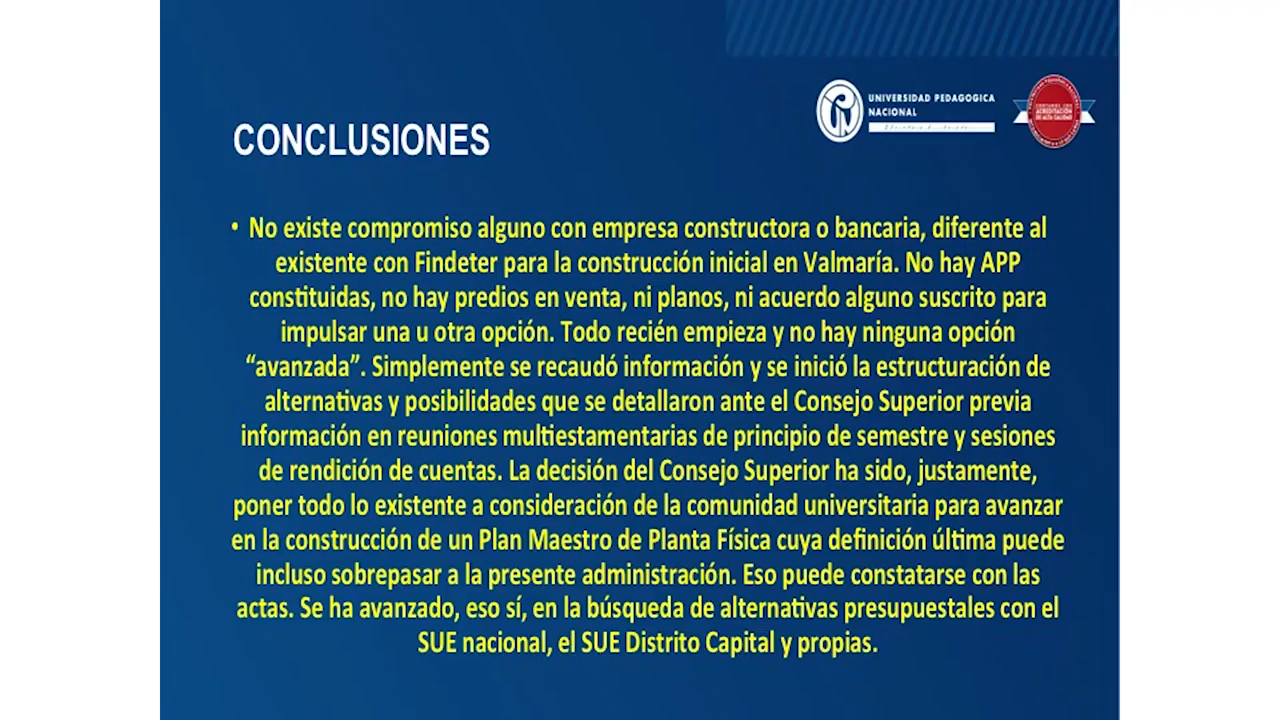 UNIVERSIDAD PEDAGOGICA
NACIONAL
ACREDITACIÓN
DE ALTA CALIDAD
CONCLUSIONES
• No existe compromiso alguno con empresa constructora o bancaria, diferente al
existente con Findeter para la construcción inicial en Valmaría. No hay APP
constituidas, no hay predios en venta, ni planos, ni acuerdo alguno suscrito para
impulsar una u otra opción. Todo recién empieza y no hay ninguna opción
“avanzada”. Simplemente se recaudó información y se inició la estructuración de
alternativas y posibilidades que se detallaron ante el Consejo Superior previa
información en reuniones multiestamentarias de principio de semestre y sesiones
de rendición de cuentas. La decisión del Consejo Superior ha sido, justamente,
poner todo lo existente a consideración de la comunidad universitaria para avanzar
en la construcción de un Plan Maestro de Planta Física cuya definición última puede
incluso sobrepasar a la presente administración. Eso puede constatarse con las
actas. Se ha avanzado, eso sí, en la búsqueda de alternativas presupuestales con el
SUE nacional, el SUE Distrito Capital y propias.